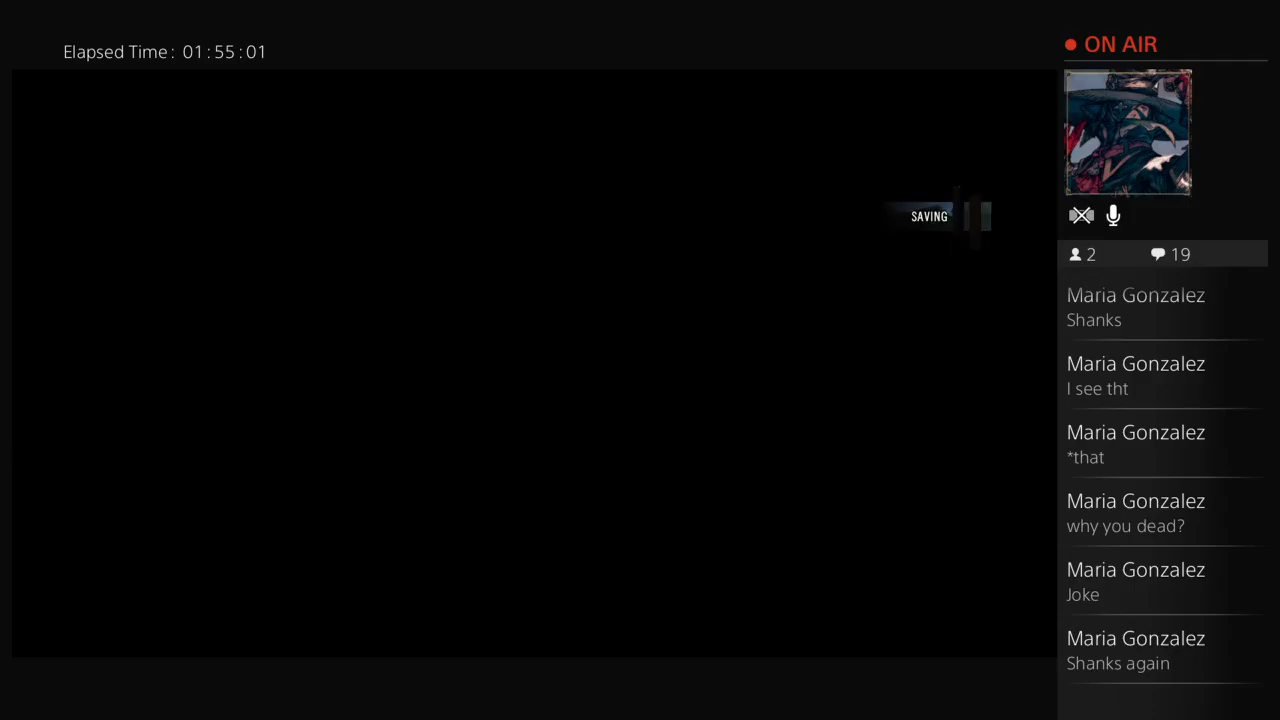 Elapsed Time: 01:55:01
ON AIR
SAVING
2 19
Maria Gonzalez
Shanks
Maria Gonzalez
I see tht
Maria Gonzalez
*that
Maria Gonzalez
why you dead?
Maria Gonzalez
Joke
Maria Gonzalez
Shanks again